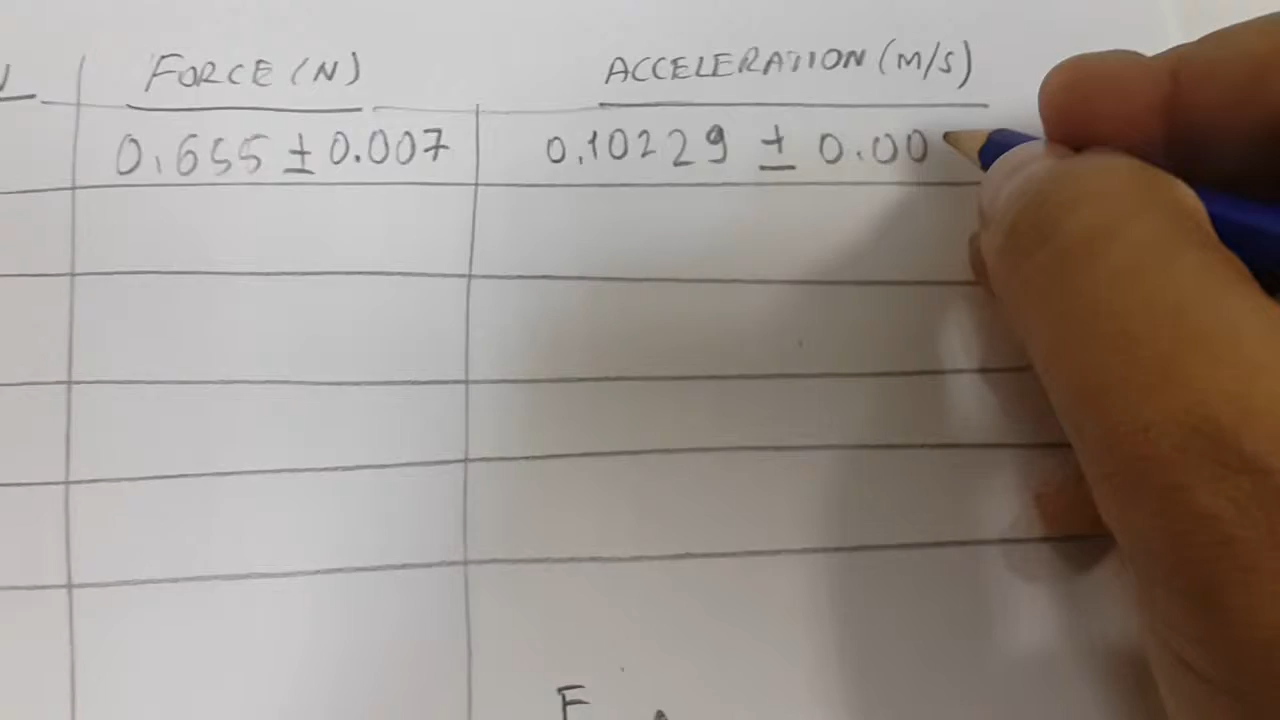 FORCE (N) ACCELERATION (M/S)
0.655 ± 0.007 0.10229 ± 0.00
F